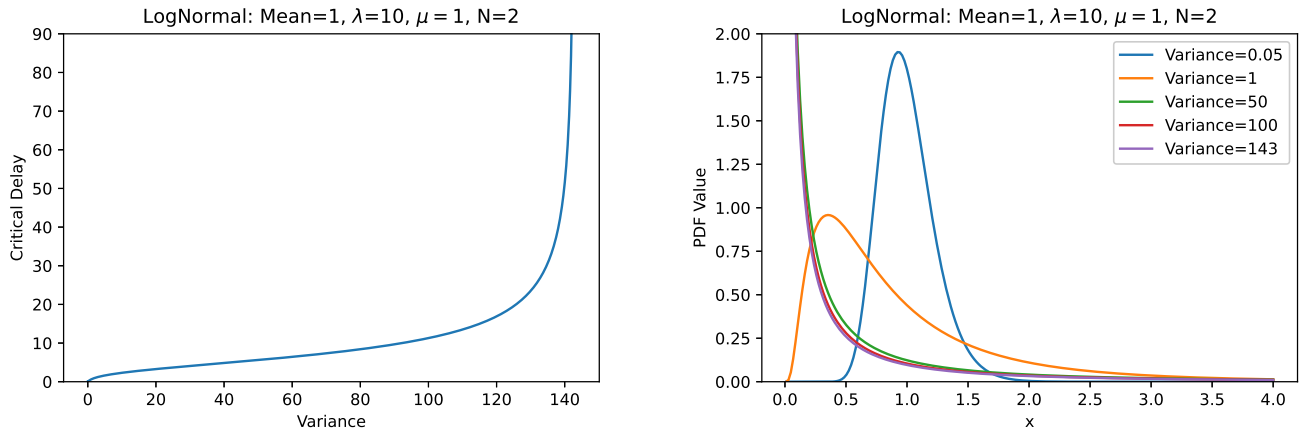 LogNormal: Mean=1, λ=10, μ = 1, N=2
90
80
70
60
50
40
30
20
10
0
Critical Delay
0 20 40 60 80 100 120 140
Variance
LogNormal: Mean=1, λ=10, μ = 1, N=2
2.00
1.75
1.50
1.25
1.00
0.75
0.50
0.25
0.00
PDF Value
Variance=0.05
Variance=1
Variance=50
Variance=100
Variance=143
0.0 0.5 1.0 1.5 2.0 2.5 3.0 3.5 4.0
x